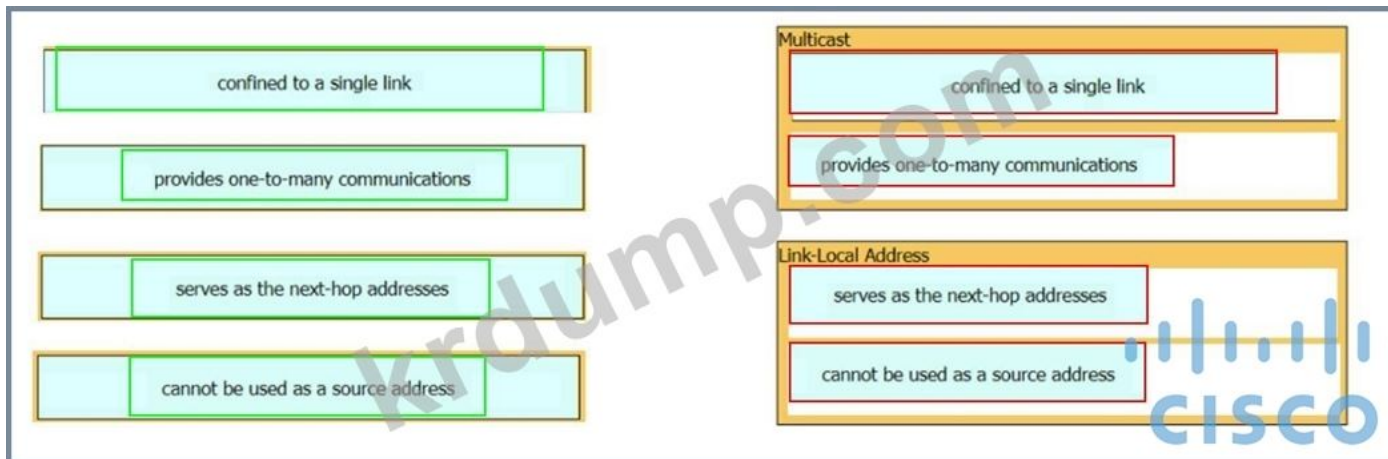 confined to a single link
provides one-to-many communications
serves as the next-hop addresses
cannot be used as a source address
Multicast
confined to a single link
provides one-to-many communications
Link-Local Address
serves as the next-hop addresses
cannot be used as a source address
krdump.com
CISCO